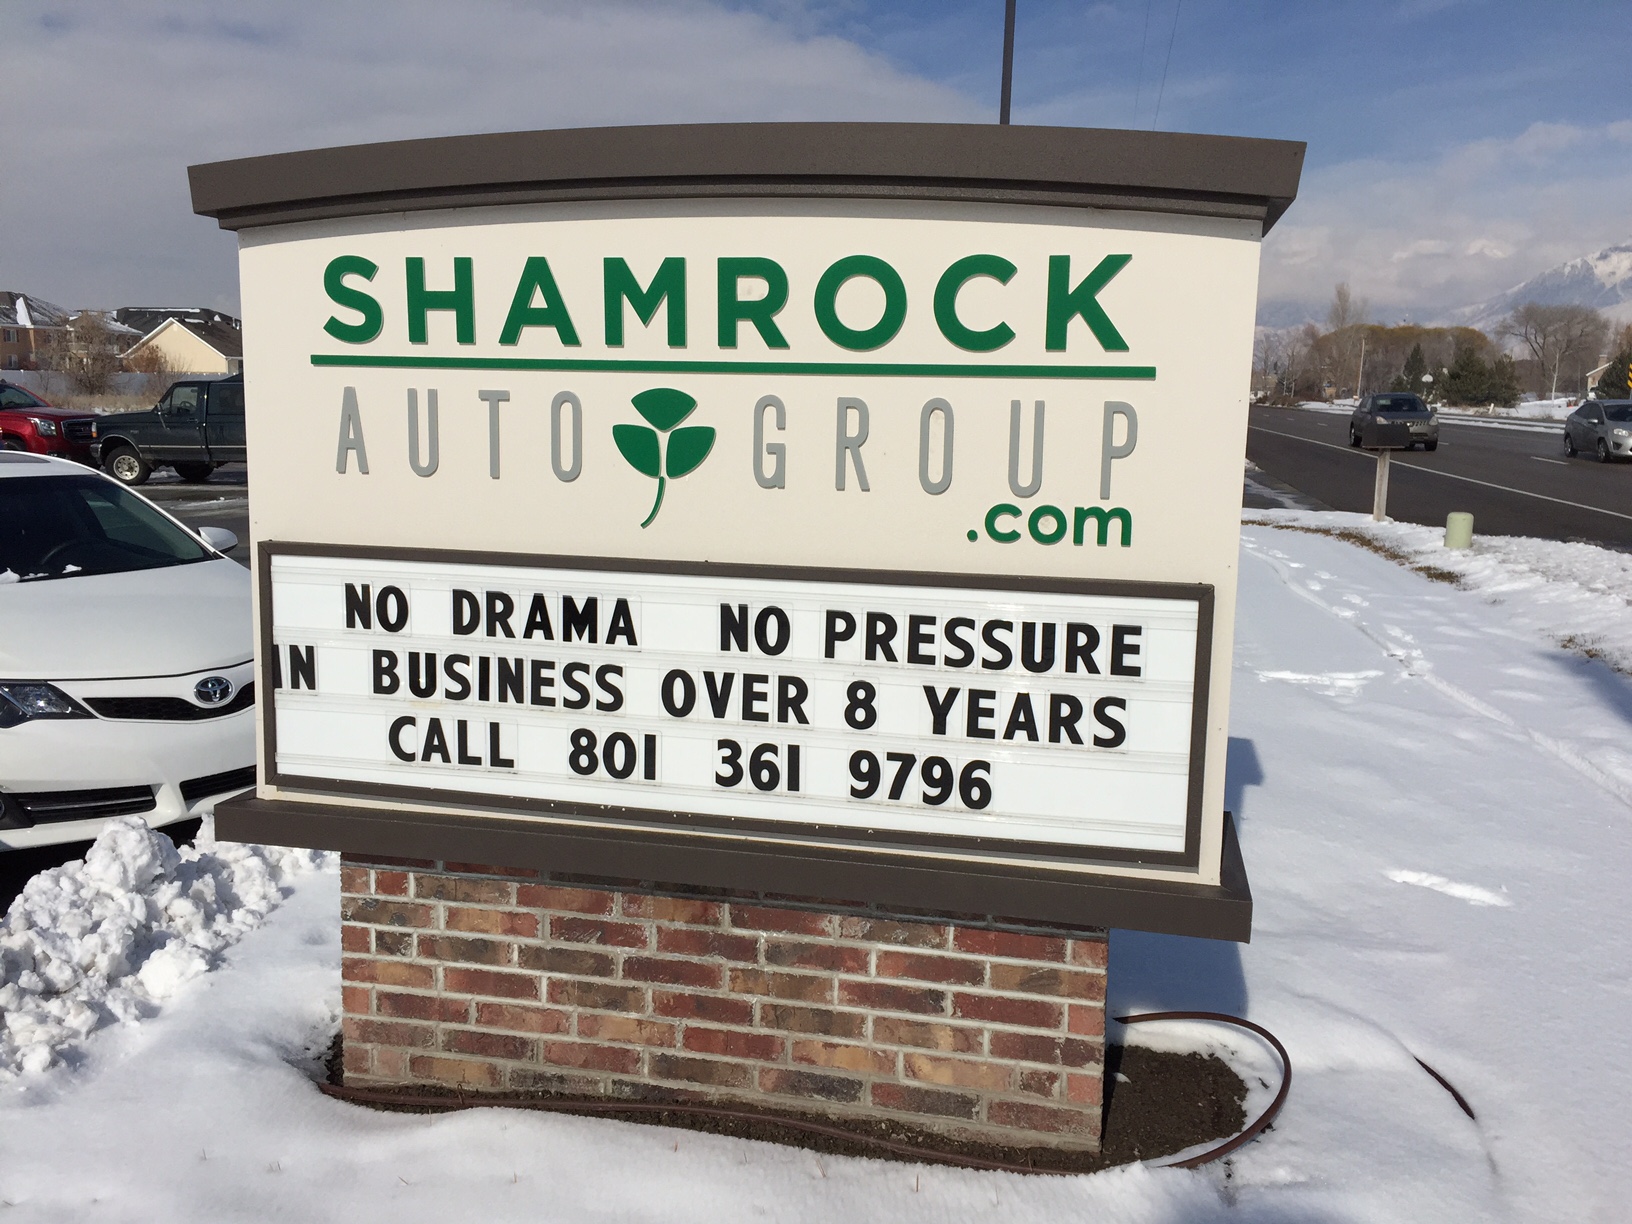 SHAMROCK
AUTO GROUP
.com
NO DRAMA NO PRESSURE
IN BUSINESS OVER 8 YEARS
CALL 801 361 9796